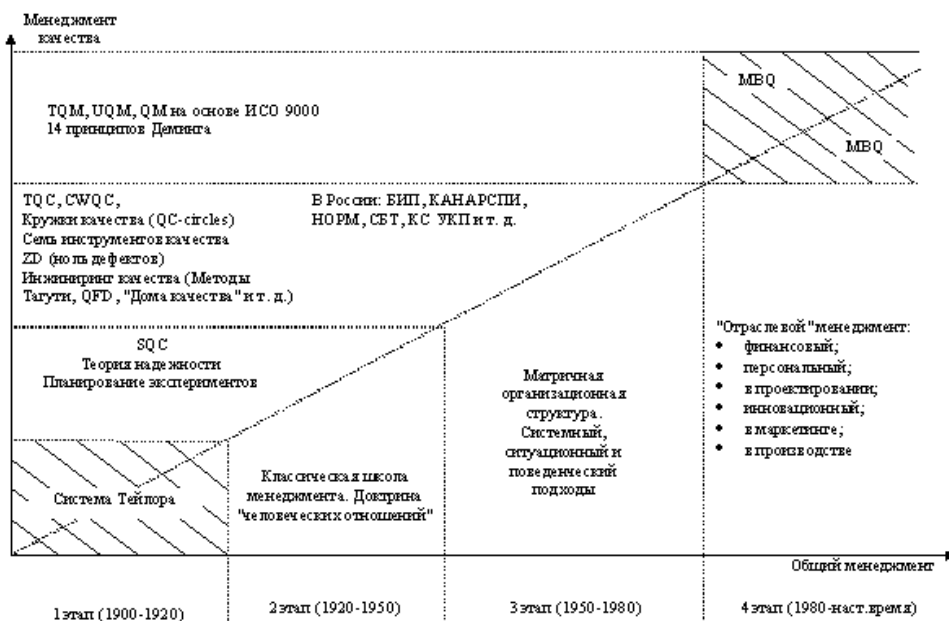 Менеджмент
качества
MBQ
MBQ
TQM, UQM, QM на основе ИСО 9000
14 принципов Деминга
TQC, CWQC,
Кружки качества (QC-circles)
Семь инструментов качества
ZD (ноль дефектов)
Инжиниринг качества (Методы
Тагути, QFD, "Дома качества" и т. д.)
В России: БИП, КАНАРСПИ,
НОРМ, СБТ, КС УКП и т. д.
SQC
Теория надежности
Планирование экспериментов
"Отраслевой" менеджмент:
• финансовый;
• персональный;
• в проектировании;
• инновационный;
• в маркетинге;
• в производстве
Матричная
организационная
структура.
Системный,
ситуационный и
поведенческий
подходы
Классическая школа
менеджмента. Доктрина
"человеческих отношений"
Система Тейлора
Общий менеджмент
1 этап (1900-1920)
2 этап (1920-1950)
3 этап (1950-1980)
4 этап (1980-наст.время)